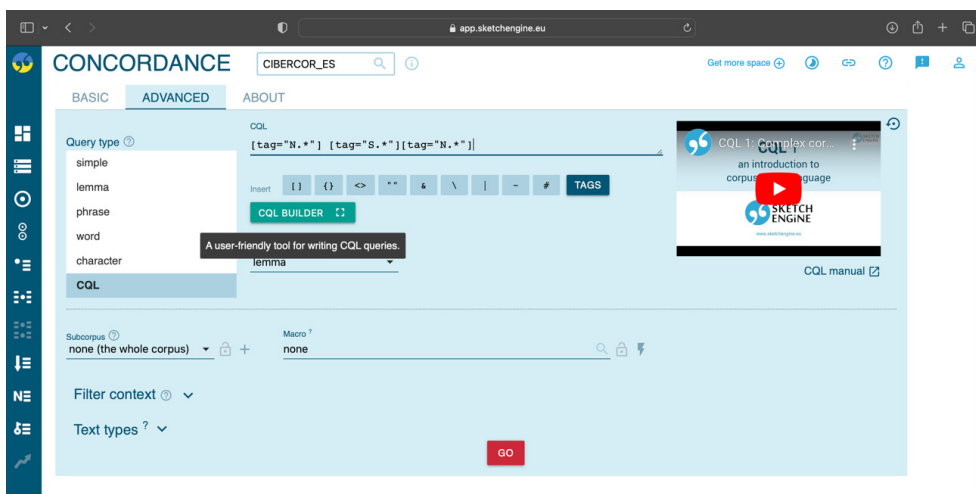 app.sketchengine.eu
CONCORDANCE
CIBERCOR_ES
Get more space
BASIC ADVANCED ABOUT
Query type
simple
lemma
phrase
word
character
CQL
CQL
[tag="N.*"] [tag="S.*"][tag="N.*"]
Insert [] {} <> "" & \ | ~ # TAGS
CQL BUILDER
A user-friendly tool for writing CQL queries.
lemma
CQL 1: Complex cor...
CQL 1
an introduction to
SKETCH
ENGINE
www.sketchengine.eu
CQL manual
Subcorpus
none (the whole corpus)
Macro ?
none
Filter context
Text types ?
GO